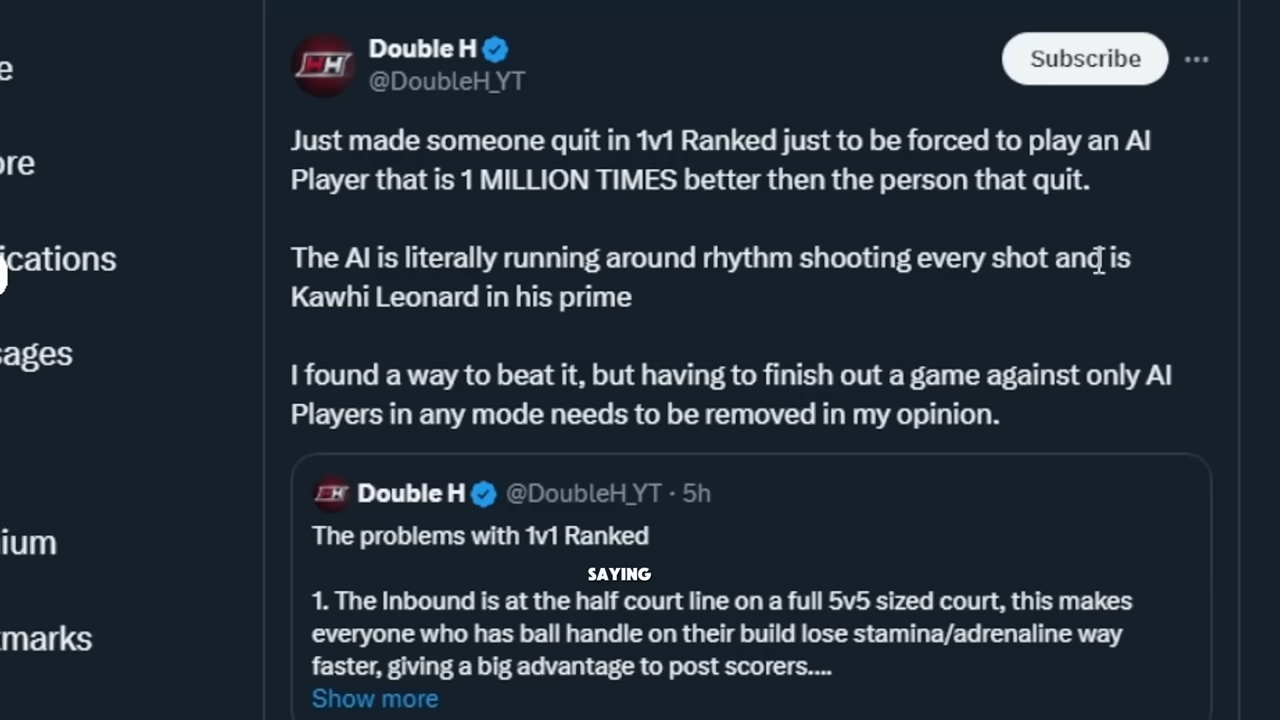 Double H
Subscribe
@DoubleH_YT
Just made someone quit in 1v1 Ranked just to be forced to play an AI
Player that is 1 MILLION TIMES better then the person that quit.
The AI is literally running around rhythm shooting every shot and is
Kawhi Leonard in his prime
I found a way to beat it, but having to finish out a game against only AI
Players in any mode needs to be removed in my opinion.
Double H @DoubleH_YT · 5h
The problems with 1v1 Ranked
SAYING
1. The Inbound is at the half court line on a full 5v5 sized court, this makes
everyone who has ball handle on their build lose stamina/adrenaline way
faster, giving a big advantage to post scorers....
Show more
e
ore
ications
sages
ium
kmarks